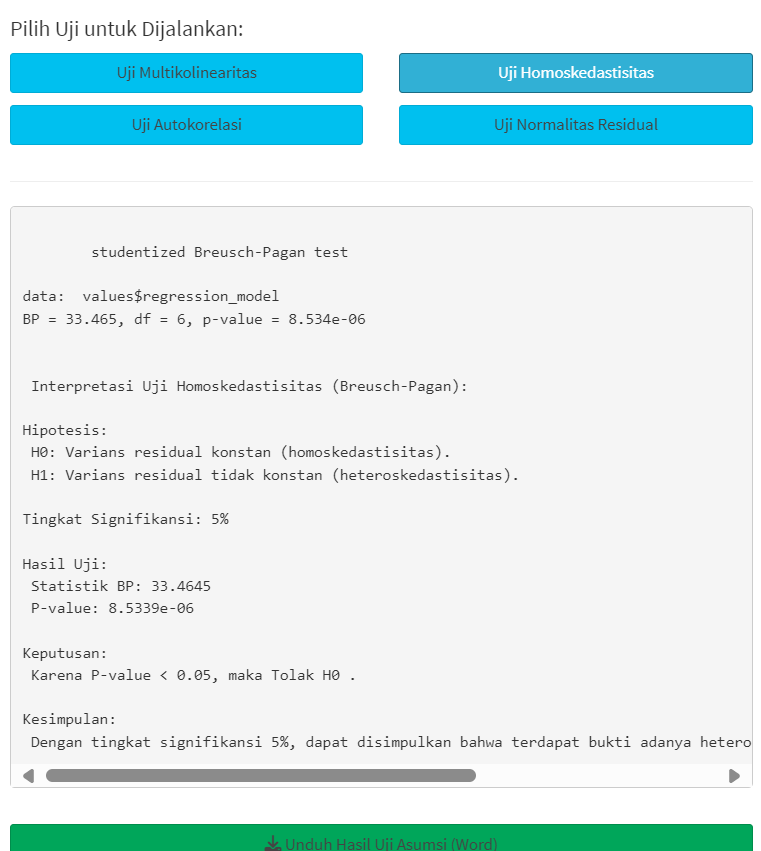 Pilih Uji untuk Dijalankan:
Uji Multikolinearitas
Uji Homoskedastisitas
Uji Autokorelasi
Uji Normalitas Residual
studentized Breusch-Pagan test
data:  values$regression_model
BP = 33.465, df = 6, p-value = 8.534e-06
Interpretasi Uji Homoskedastisitas (Breusch-Pagan):
Hipotesis:
H0: Varians residual konstan (homoskedastisitas).
H1: Varians residual tidak konstan (heteroskedastisitas).
Tingkat Signifikansi: 5%
Hasil Uji:
Statistik BP: 33.4645
P-value: 8.5339e-06
Keputusan:
Karena P-value < 0.05, maka Tolak H0 .
Kesimpulan:
Dengan tingkat signifikansi 5%, dapat disimpulkan bahwa terdapat bukti adanya hetero
Unduh Hasil Uji Asumsi (Word)